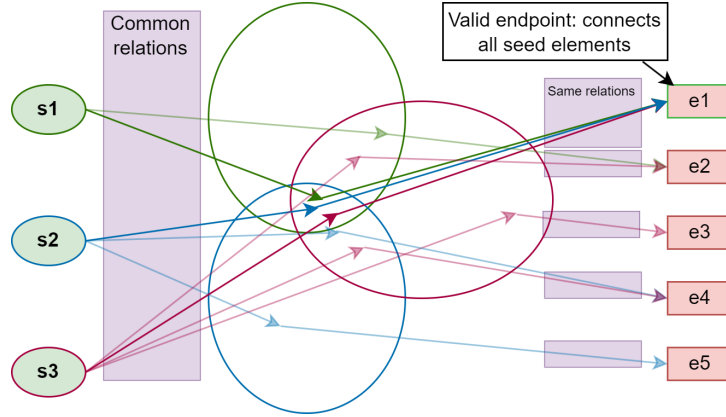 Common
relations
Valid endpoint: connects
all seed elements
Same relations
s1
s2
s3
e1
e2
e3
e4
e5